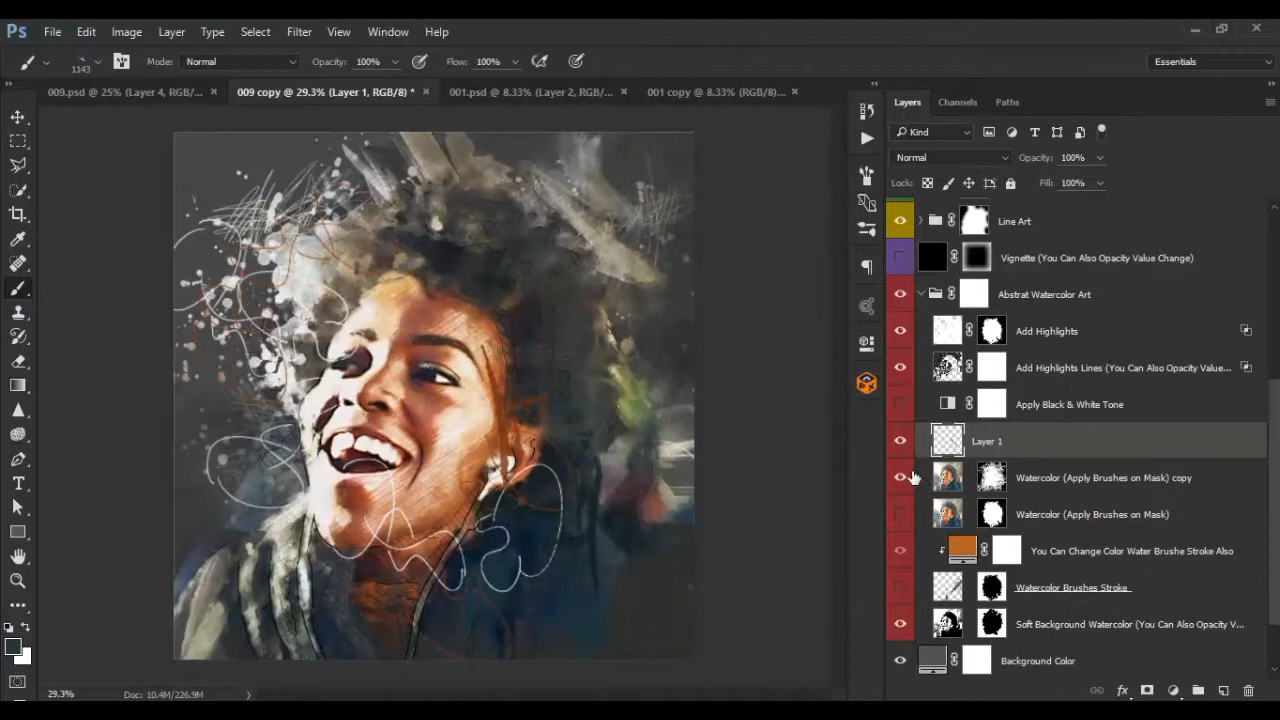 Ps File Edit Image Layer Type Select Filter View Window Help
1143 Mode: Normal Opacity: 100% Flow: 100% Essentials
009.psd @ 25% (Layer 4, RGB/... × 009 copy @ 29.3% (Layer 1, RGB/8) * × 001.psd @ 8.33% (Layer 2, RGB/... × 001 copy @ 8.33% (RGB/8)... ×
Layers Channels Paths
Kind
Normal Opacity: 100%
Lock: Fill: 100%
Line Art
Vignette (You Can Also Opacity Value Change)
Abstrat Watercolor Art
Add Highlights
Add Highlights Lines (You Can Also Opacity Value...
Apply Black & White Tone
Layer 1
Watercolor (Apply Brushes on Mask) copy
Watercolor (Apply Brushes on Mask)
You Can Change Color Water Brushe Stroke Also
Watercolor Brushes Stroke
Soft Background Watercolor (You Can Also Opacity V...
Background Color
29.3% Doc: 10.4M/226.9M